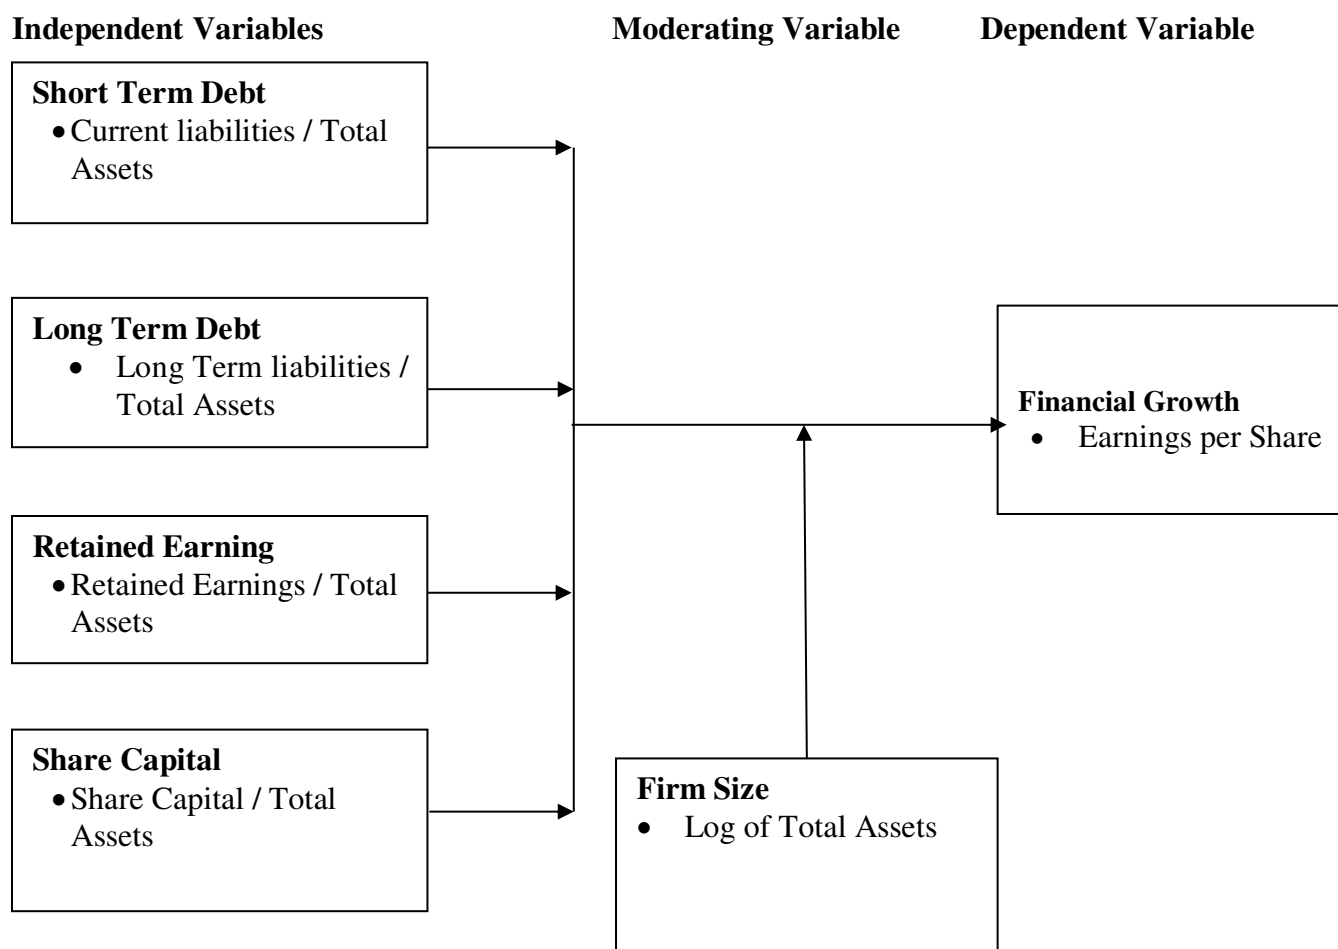 Independent Variables
Moderating Variable
Dependent Variable
Short Term Debt
• Current liabilities / Total
Assets
Long Term Debt
• Long Term liabilities /
Total Assets
Retained Earning
• Retained Earnings / Total
Assets
Share Capital
• Share Capital / Total
Assets
Firm Size
• Log of Total Assets
Financial Growth
• Earnings per Share